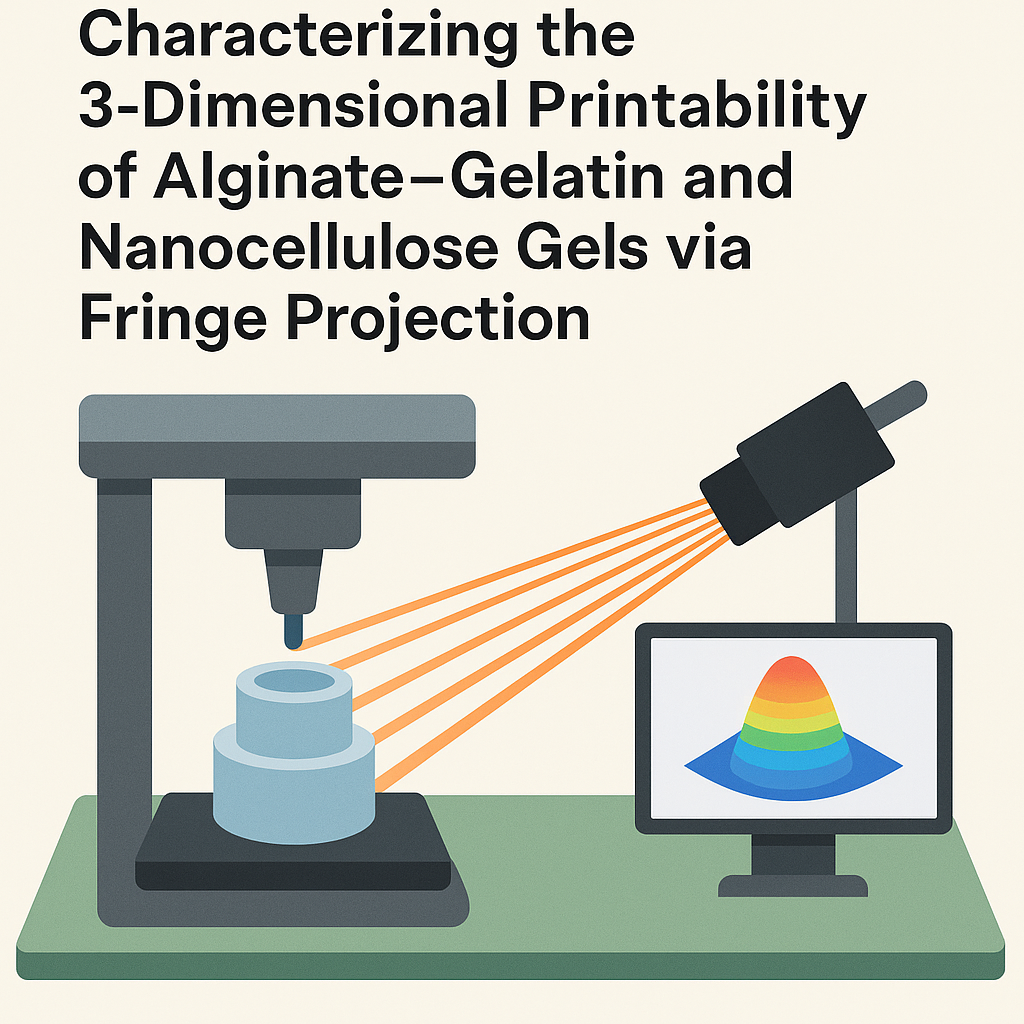 Characterizing the
3-Dimensional Printability
of Alginate–Gelatin and
Nanocellulose Gels via
Fringe Projection